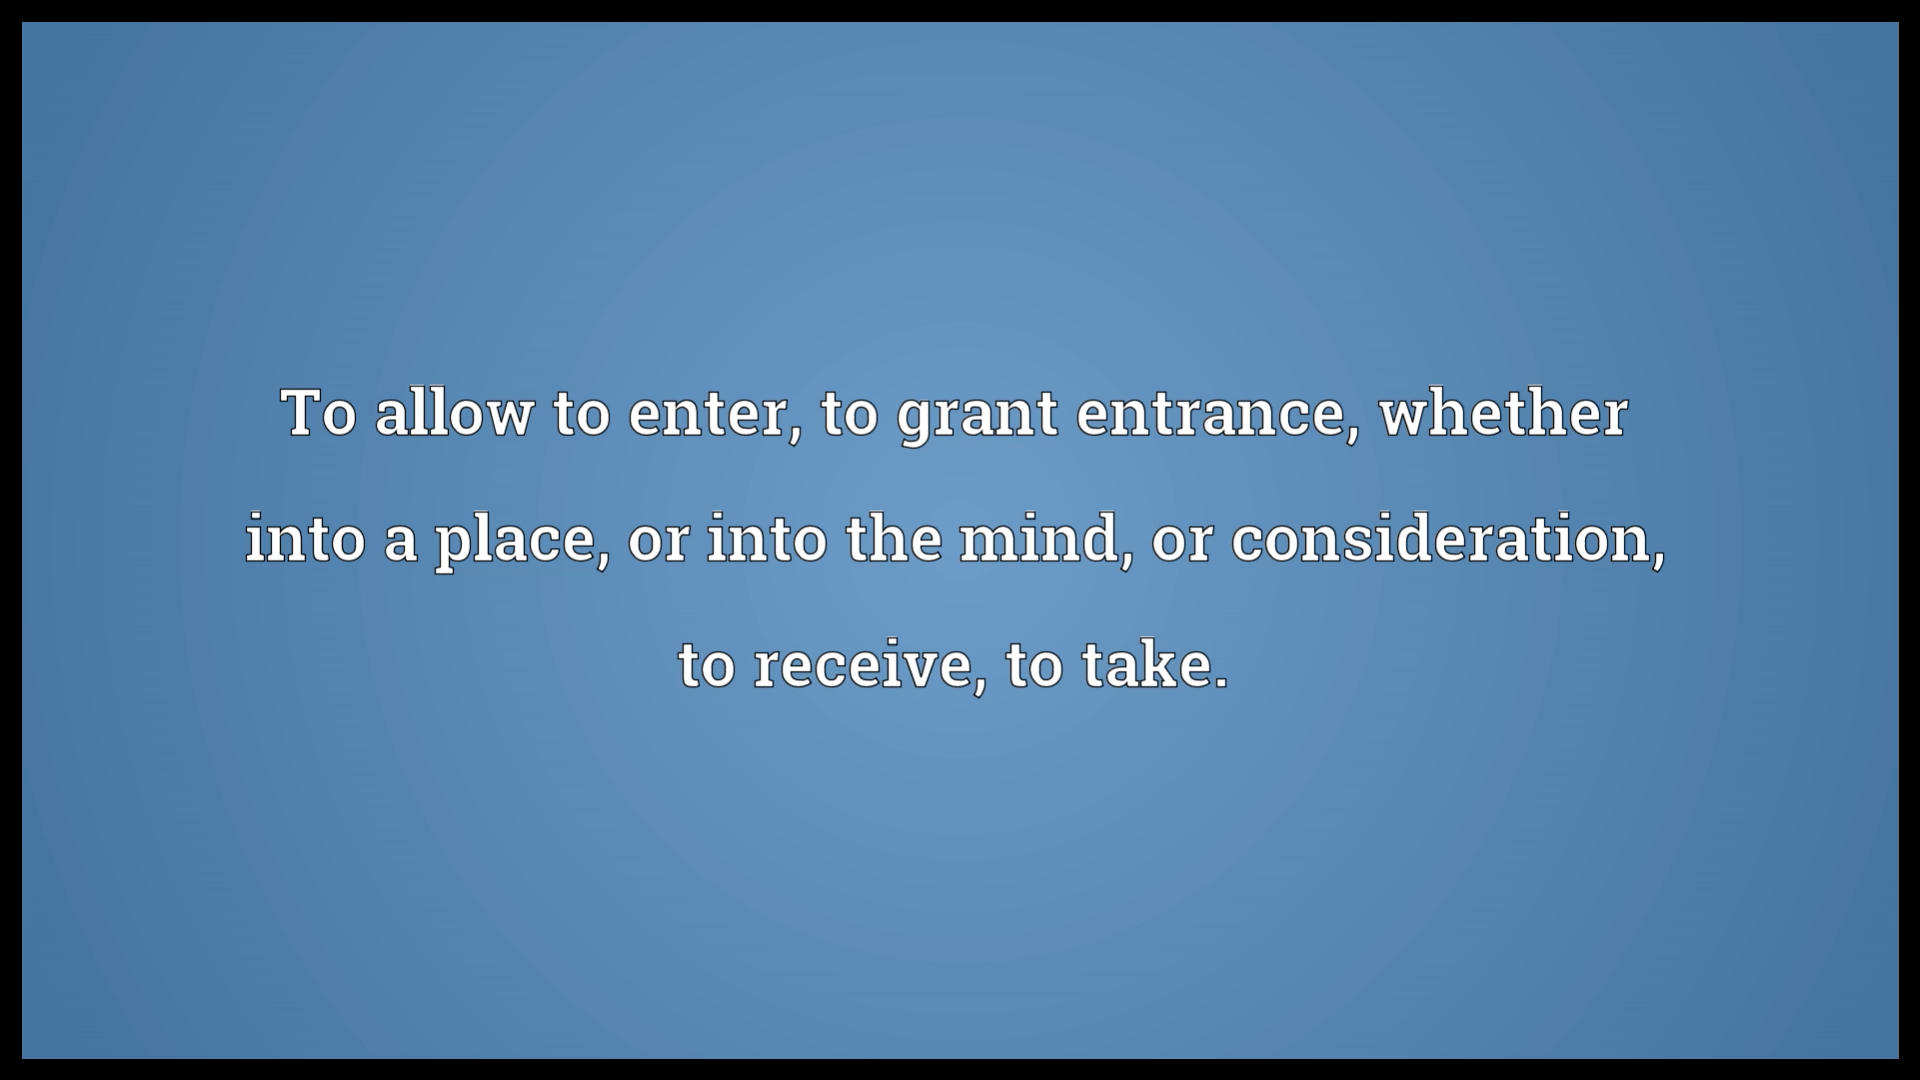 To allow to enter, to grant entrance, whether
into a place, or into the mind, or consideration,
to receive, to take.